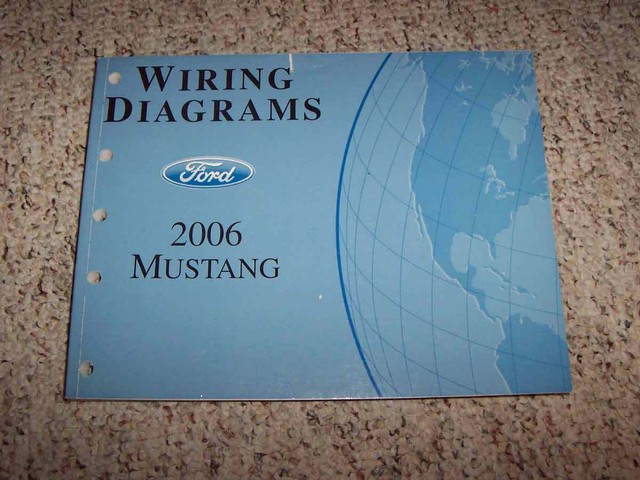 WIRING
DIAGRAMS
Ford
2006
MUSTANG